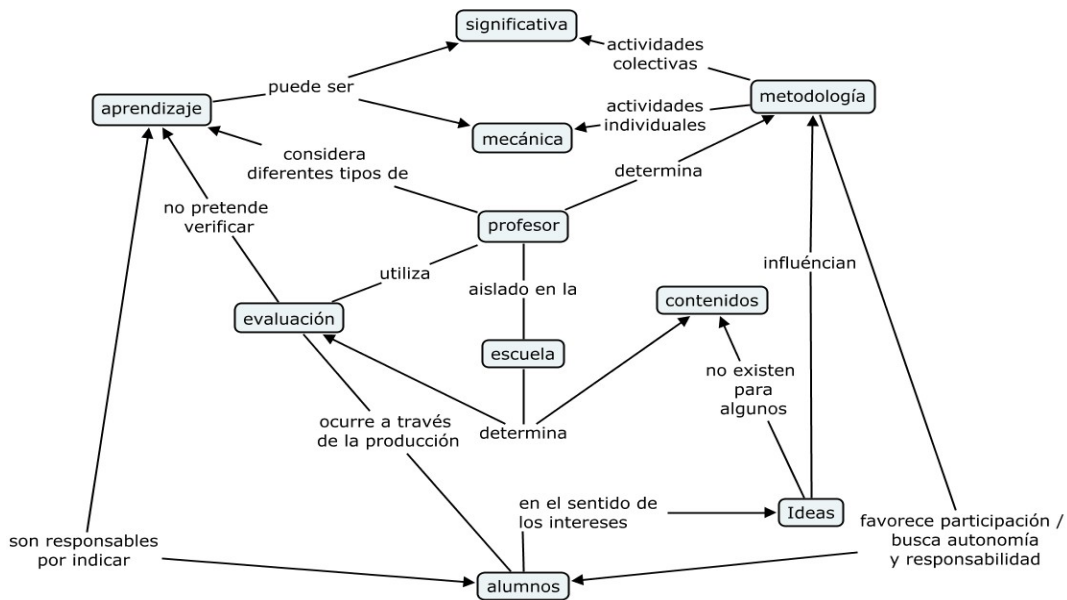 significativa
actividades
colectivas
puede ser
metodología
aprendizaje
actividades
individuales
mecánica
considera
diferentes tipos de
determina
no pretende
verificar
profesor
utiliza
influéncian
aislado en la
contenidos
evaluación
escuela
no existen
para
algunos
ocurre a través
de la producción
determina
en el sentido de
los intereses
Ideas
favorece participación /
busca autonomía
y responsabilidad
son responsables
por indicar
alumnos